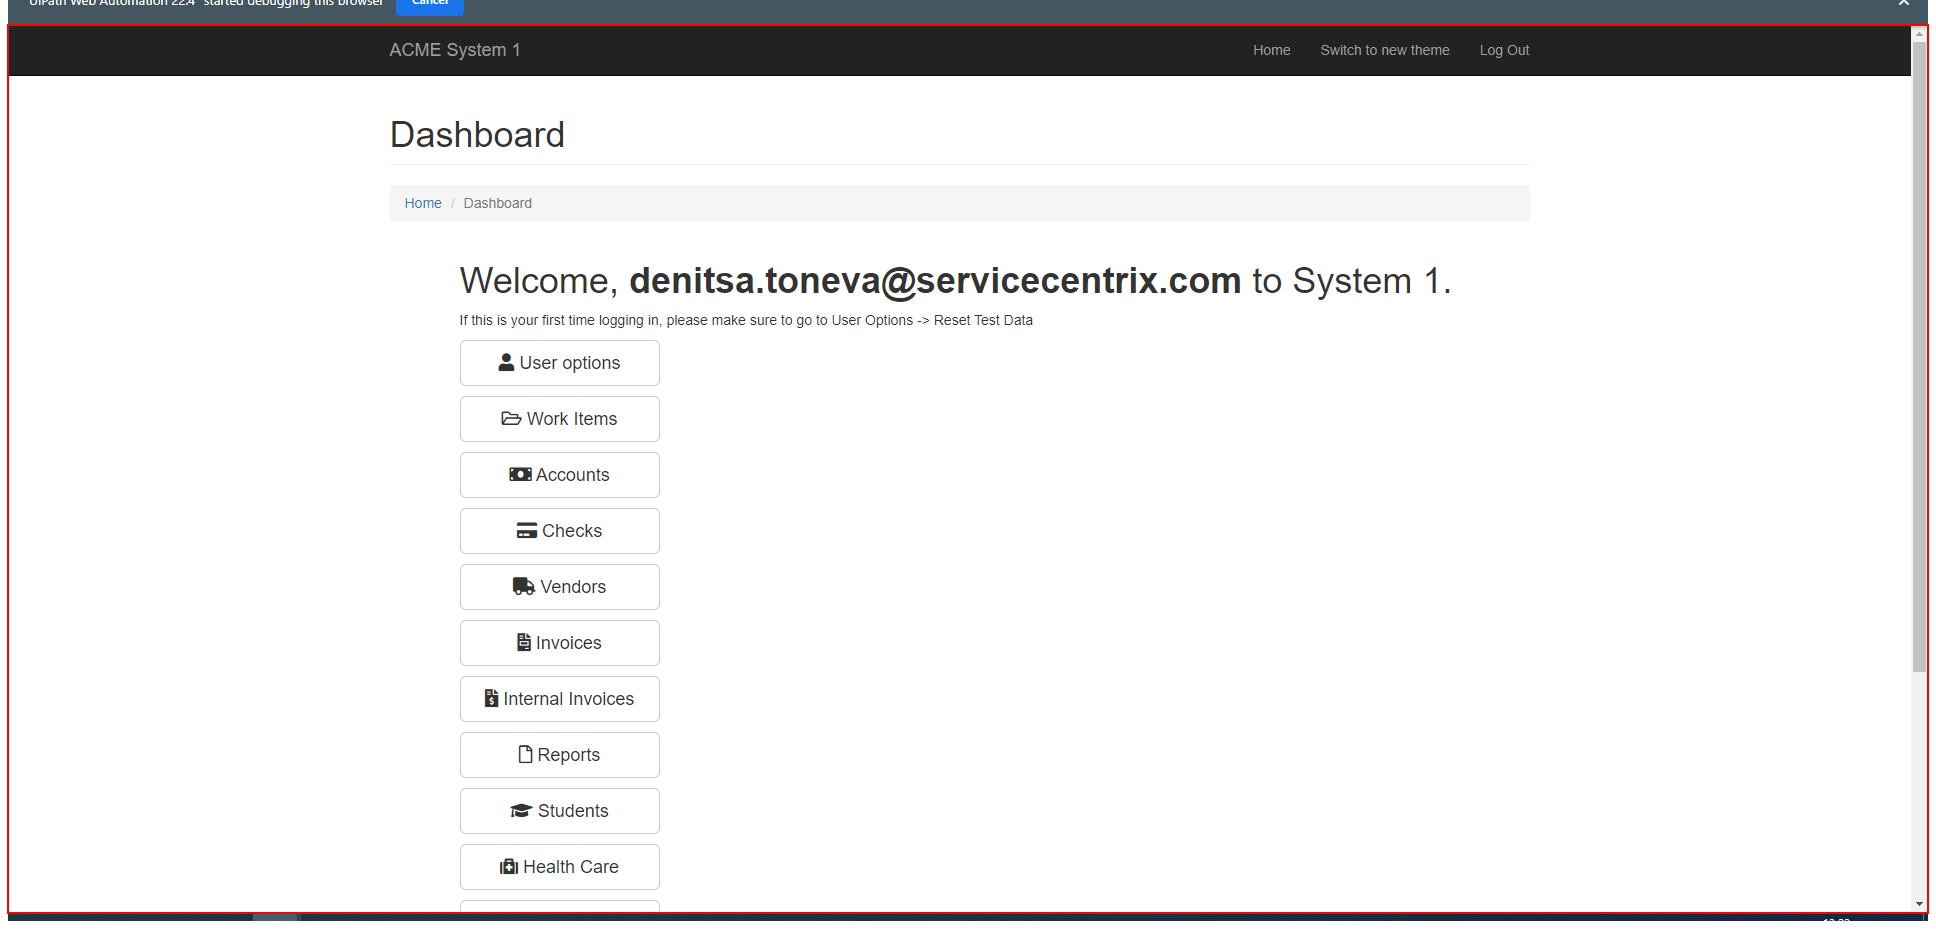 UiPath Web Automation 22.4" started debugging this browser Cancel
ACME System 1 Home Switch to new theme Log Out
Dashboard
Home / Dashboard
Welcome, denitsa.toneva@servicecentrix.com to System 1.
If this is your first time logging in, please make sure to go to User Options -> Reset Test Data
User options
Work Items
Accounts
Checks
Vendors
Invoices
Internal Invoices
Reports
Students
Health Care